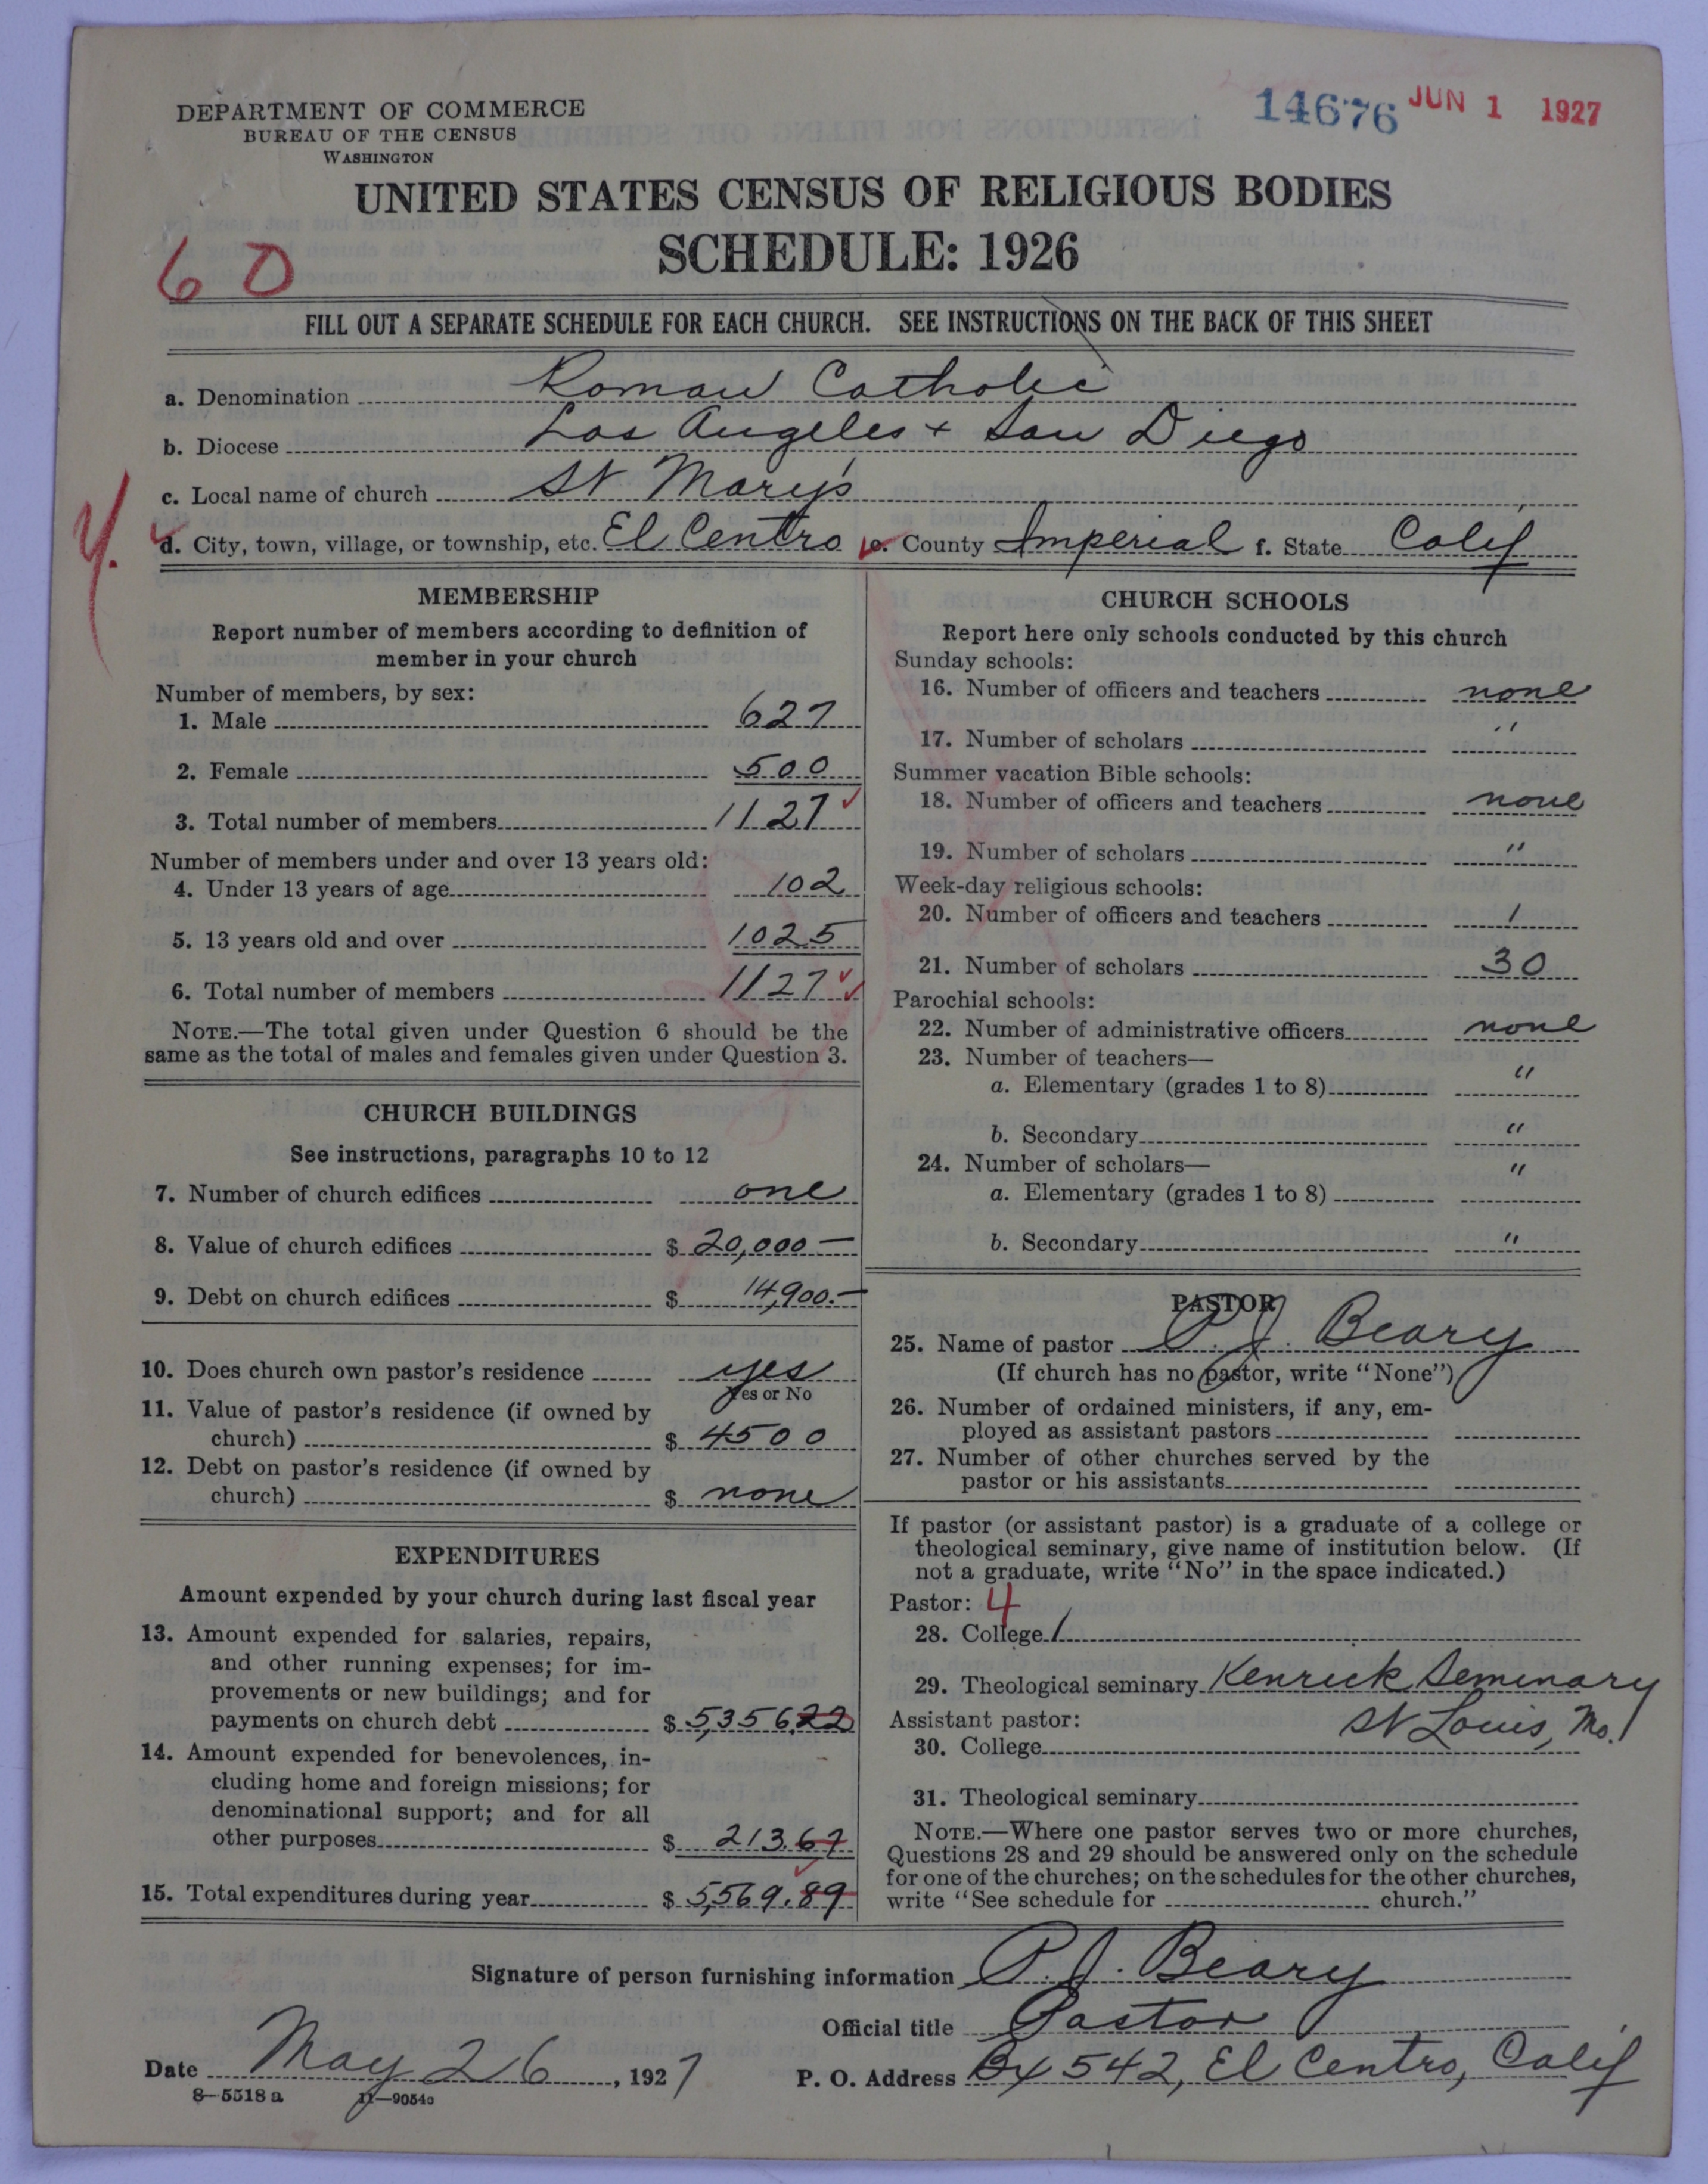 14676 JUN 1 1927
DEPARTMENT OF COMMERCE
BUREAU OF THE CENSUS
WASHINGTON
UNITED STATES CENSUS OF RELIGIOUS BODIES
SCHEDULE: 1926
60
FILL OUT A SEPARATE SCHEDULE FOR EACH CHURCH. SEE INSTRUCTIONS ON THE BACK OF THIS SHEET
a. Denomination Roman Catholic
b. Diocese Los Angeles + San Diego
c. Local name of church St Mary's
d. City, town, village, or township, etc. El Centro e. County Imperial f. State Calif
MEMBERSHIP
Report number of members according to definition of
member in your church
Number of members, by sex:
1. Male 627
2. Female 500
3. Total number of members 1127
Number of members under and over 13 years old:
4. Under 13 years of age 102
5. 13 years old and over 1025
6. Total number of members 1127
NOTE.—The total given under Question 6 should be the
same as the total of males and females given under Question 3.
CHURCH BUILDINGS
See instructions, paragraphs 10 to 12
7. Number of church edifices one
8. Value of church edifices $ 20,000 —
9. Debt on church edifices $ 14,900.—
10. Does church own pastor's residence yes
Yes or No
11. Value of pastor's residence (if owned by
church) $ 4500
12. Debt on pastor's residence (if owned by
church) $ none
EXPENDITURES
Amount expended by your church during last fiscal year
13. Amount expended for salaries, repairs,
and other running expenses; for im-
provements or new buildings; and for
payments on church debt $ 5,356.22
14. Amount expended for benevolences, in-
cluding home and foreign missions; for
denominational support; and for all
other purposes $ 213.67
15. Total expenditures during year $ 5,569.89
CHURCH SCHOOLS
Report here only schools conducted by this church
Sunday schools:
16. Number of officers and teachers none
17. Number of scholars "
Summer vacation Bible schools:
18. Number of officers and teachers none
19. Number of scholars "
Week-day religious schools:
20. Number of officers and teachers 1
21. Number of scholars 30
Parochial schools:
22. Number of administrative officers none
23. Number of teachers—
a. Elementary (grades 1 to 8) "
b. Secondary "
24. Number of scholars—
a. Elementary (grades 1 to 8) "
b. Secondary "
PASTOR
25. Name of pastor P. J. Beary
(If church has no pastor, write "None")
26. Number of ordained ministers, if any, em-
ployed as assistant pastors
27. Number of other churches served by the
pastor or his assistants
If pastor (or assistant pastor) is a graduate of a college or
theological seminary, give name of institution below. (If
not a graduate, write "No" in the space indicated.)
Pastor: 4
28. College /
29. Theological seminary Kenrick Seminary
Assistant pastor: St Louis, Mo.
30. College
31. Theological seminary
NOTE.—Where one pastor serves two or more churches,
Questions 28 and 29 should be answered only on the schedule
for one of the churches; on the schedules for the other churches,
write "See schedule for church."
Signature of person furnishing information P. J. Beary
Official title Pastor
Date May 26, 1927 P. O. Address Bx 542, El Centro, Calif
8-5518 a 11-9054a